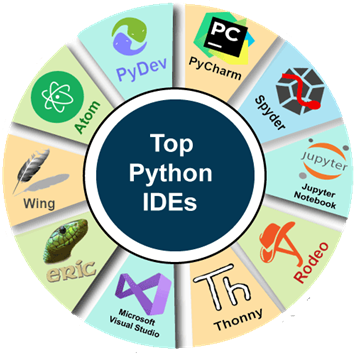 Top
Python
IDEs
PyDev
PC
PyCharm
Spyder
jupyter
Jupyter
Notebook
Rodeo
Th
Thonny
Microsoft
Visual Studio
eric
Wing
Atom